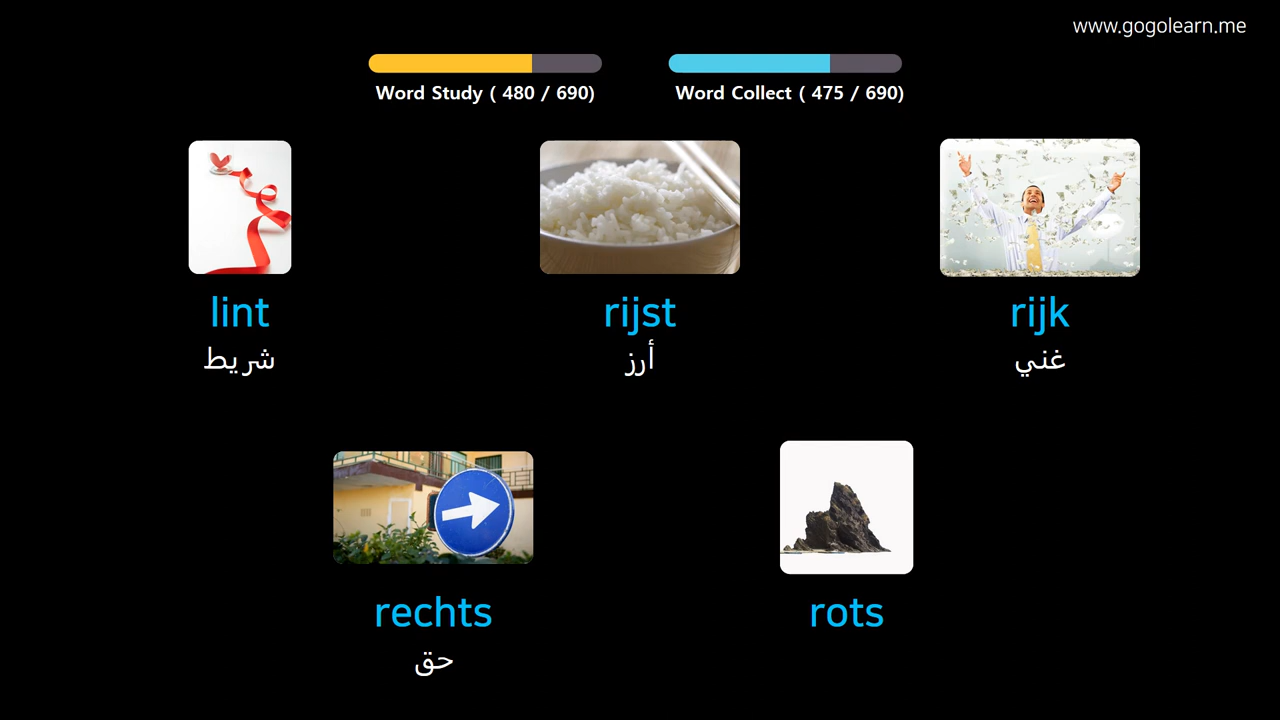 www.gogolearn.me
Word Study ( 480 / 690)
Word Collect ( 475 / 690)
lint
شريط
rijst
أرز
rijk
غني
rechts
حق
rots